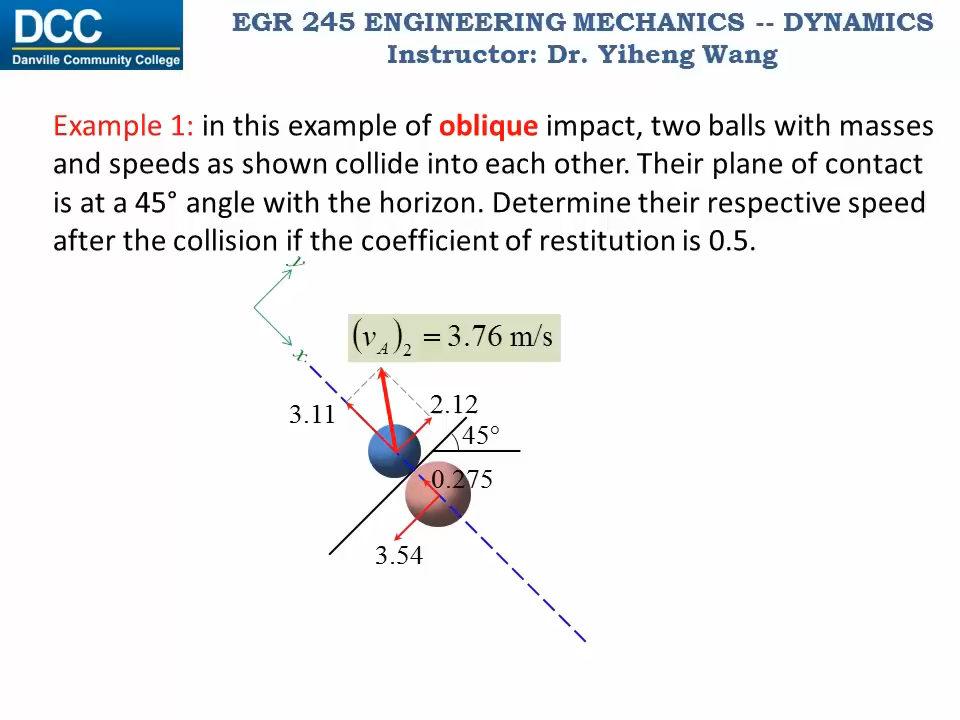 DCC
Danville Community College
EGR 245 ENGINEERING MECHANICS -- DYNAMICS
Instructor: Dr. Yiheng Wang
Example 1: in this example of oblique impact, two balls with masses
and speeds as shown collide into each other. Their plane of contact
is at a 45° angle with the horizon. Determine their respective speed
after the collision if the coefficient of restitution is 0.5.
y
x
(v_A)_2 = 3.76 m/s
3.11
2.12
45°
0.275
3.54